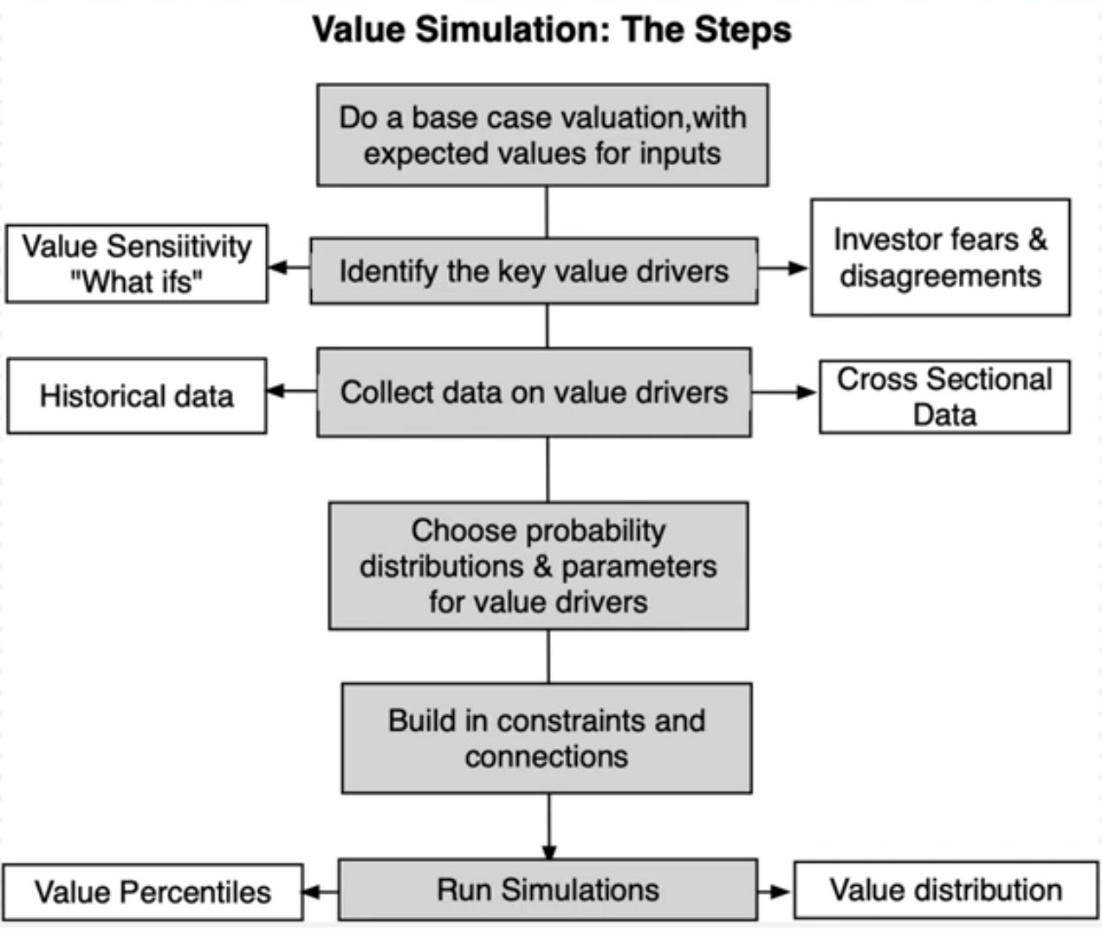 Value Simulation: The Steps
Do a base case valuation,with
expected values for inputs
Value Sensiitivity
"What ifs"
Identify the key value drivers
Investor fears &
disagreements
Historical data
Collect data on value drivers
Cross Sectional
Data
Choose probability
distributions & parameters
for value drivers
Build in constraints and
connections
Value Percentiles
Run Simulations
Value distribution